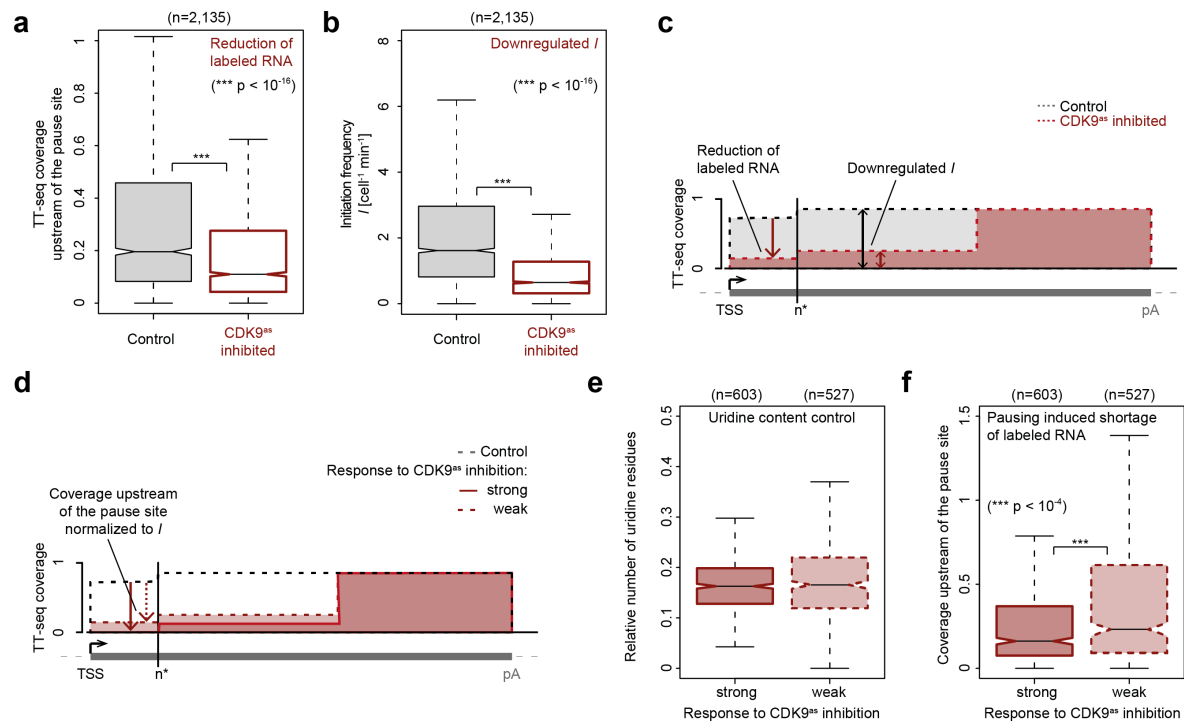 a
(n=2,135)
Reduction of
labeled RNA
(*** p < 10⁻¹⁶)
***
TT-seq coverage
upstream of the pause site
0
0.2
0.4
0.6
0.8
1
Control
CDK9ᵃˢ
inhibited
b
(n=2,135)
Downregulated I
(*** p < 10⁻¹⁶)
***
Initiation frequency
I [cell⁻¹ min⁻¹]
0
2
4
6
8
Control
CDK9ᵃˢ
inhibited
c
Control
CDK9ᵃˢ inhibited
Reduction of
labeled RNA
Downregulated I
TT-seq coverage
1
0
TSS
n*
pA
d
Control
Response to CDK9ᵃˢ inhibition:
strong
weak
Coverage upstream
of the pause site
normalized to I
TT-seq coverage
1
0
TSS
n*
pA
e
(n=603)
(n=527)
Uridine content control
Relative number of uridine residues
0
0.1
0.2
0.3
0.4
0.5
strong
weak
Response to CDK9ᵃˢ inhibition
f
(n=603)
(n=527)
Pausing induced shortage
of labeled RNA
(*** p < 10⁻⁴)
***
Coverage upstream of the pause site
0
0.5
1
1.5
strong
weak
Response to CDK9ᵃˢ inhibition